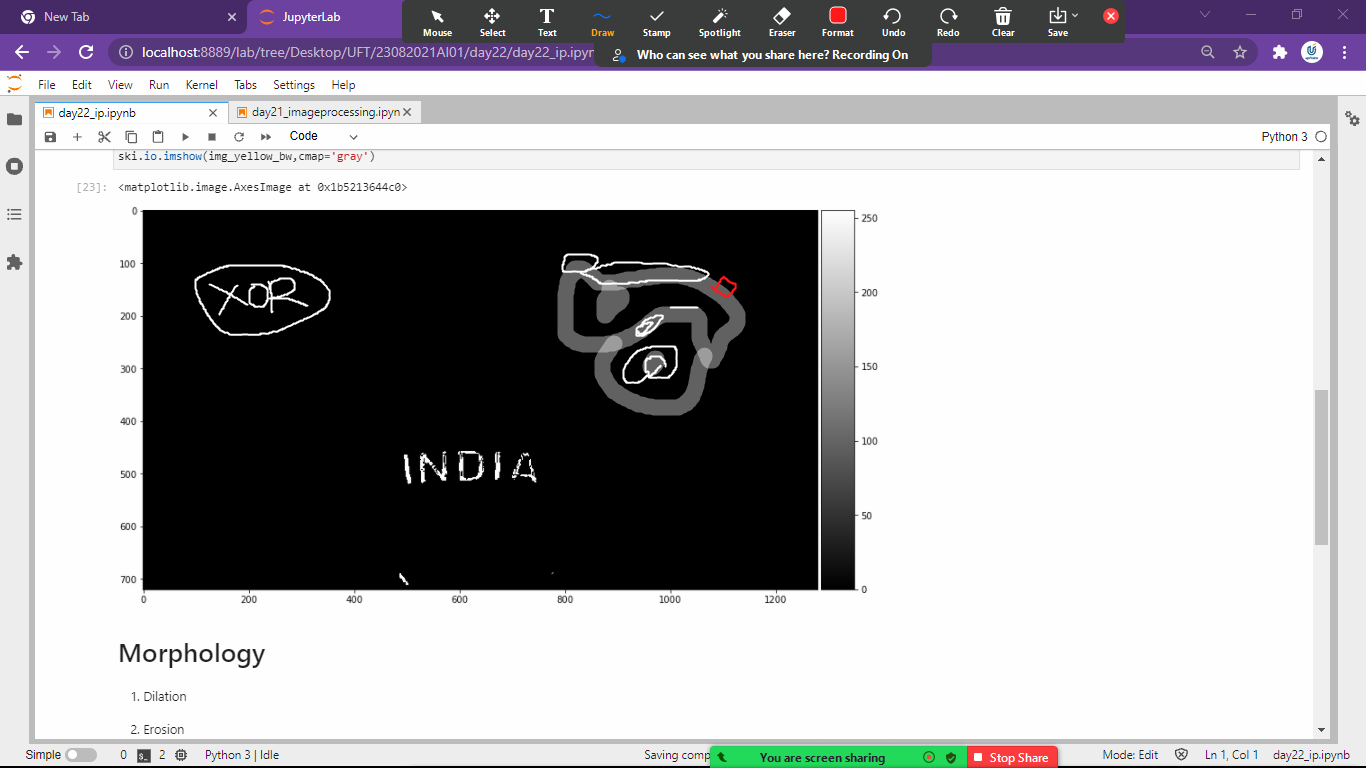 New Tab
JupyterLab
Mouse Select Text Draw Stamp Spotlight Eraser Format Undo Redo Clear Save
localhost:8889/lab/tree/Desktop/UFT/23082021AI01/day22/day22_ip.ipyn
Who can see what you share here? Recording On
File Edit View Run Kernel Tabs Settings Help
day22_ip.ipynb
day21_imageprocessing.ipyn
Code
Python 3
ski.io.imshow(img_yellow_bw,cmap='gray')
[23]: <matplotlib.image.AxesImage at 0x1b5213644c0>
0
100
200
300
400
500
600
700
0 200 400 600 800 1000 1200
250
200
150
100
50
0
XOR
INDIA
Morphology
1. Dilation
2. Erosion
Simple 0 2 Python 3 | Idle Saving comp
You are screen sharing Stop Share
Mode: Edit Ln 1, Col 1 day22_ip.ipynb